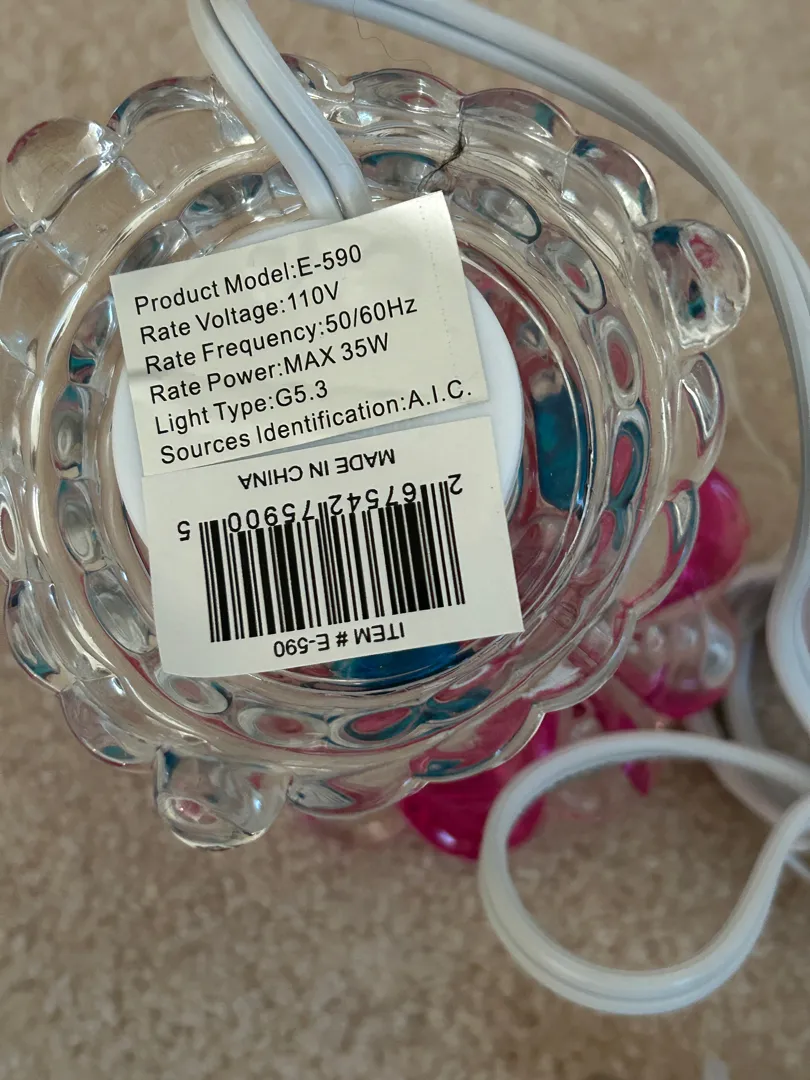 Product Model:E-590
Rate Voltage:110V
Rate Frequency:50/60Hz
Rate Power:MAX 35W
Light Type:G5.3
Sources Identification:A.I.C.
ITEM # E-590
2 67542 75900 5
MADE IN CHINA